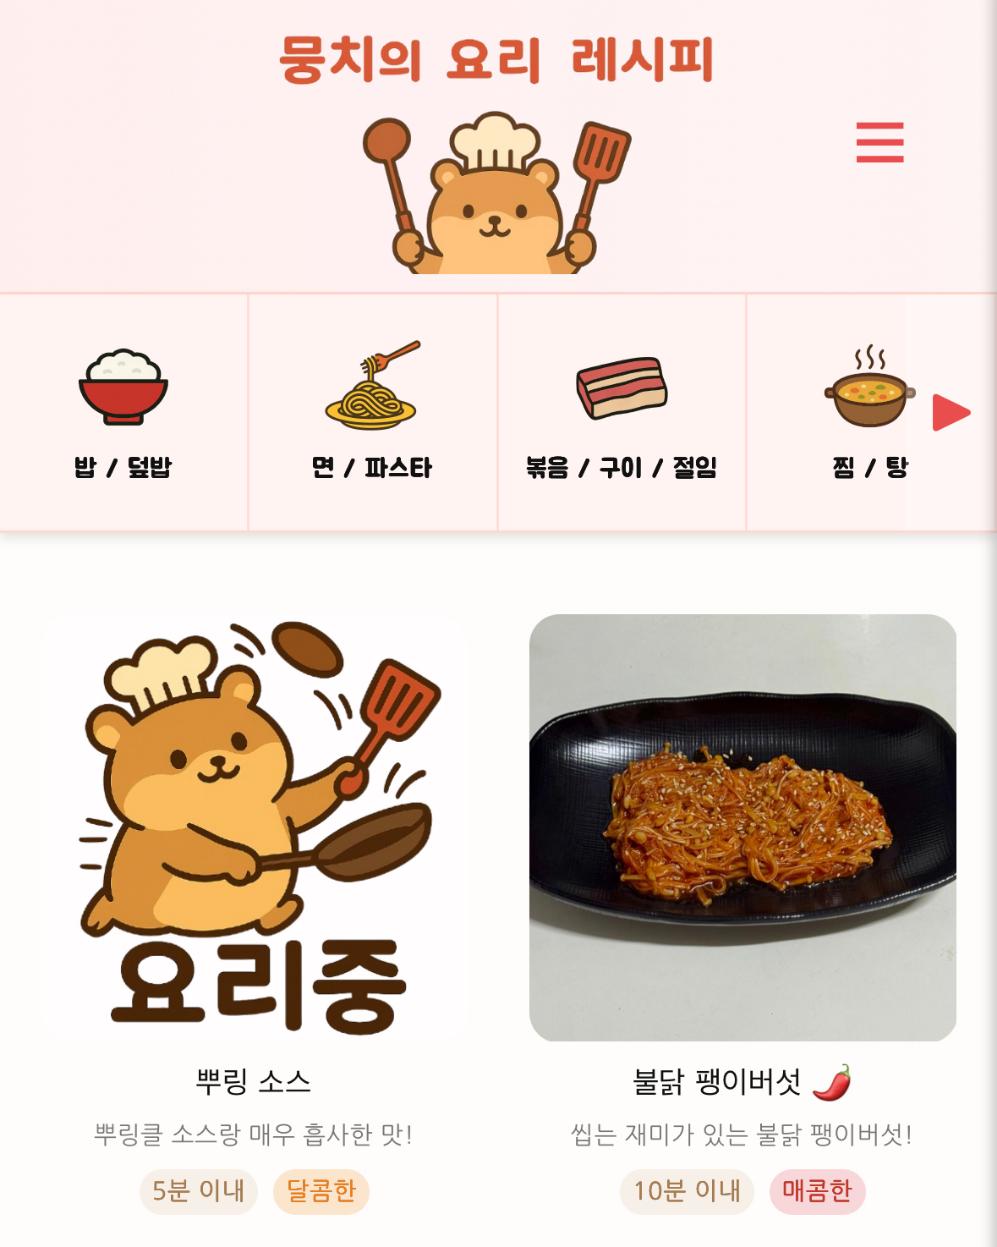 뭉치의 요리 레시피
밥 / 덮밥
면 / 파스타
볶음 / 구이 / 절임
찜 / 탕
요리중
뿌링 소스
뿌링클 소스랑 매우 흡사한 맛!
5분 이내
달콤한
불닭 팽이버섯 🌶️
씹는 재미가 있는 불닭 팽이버섯!
10분 이내
매콤한